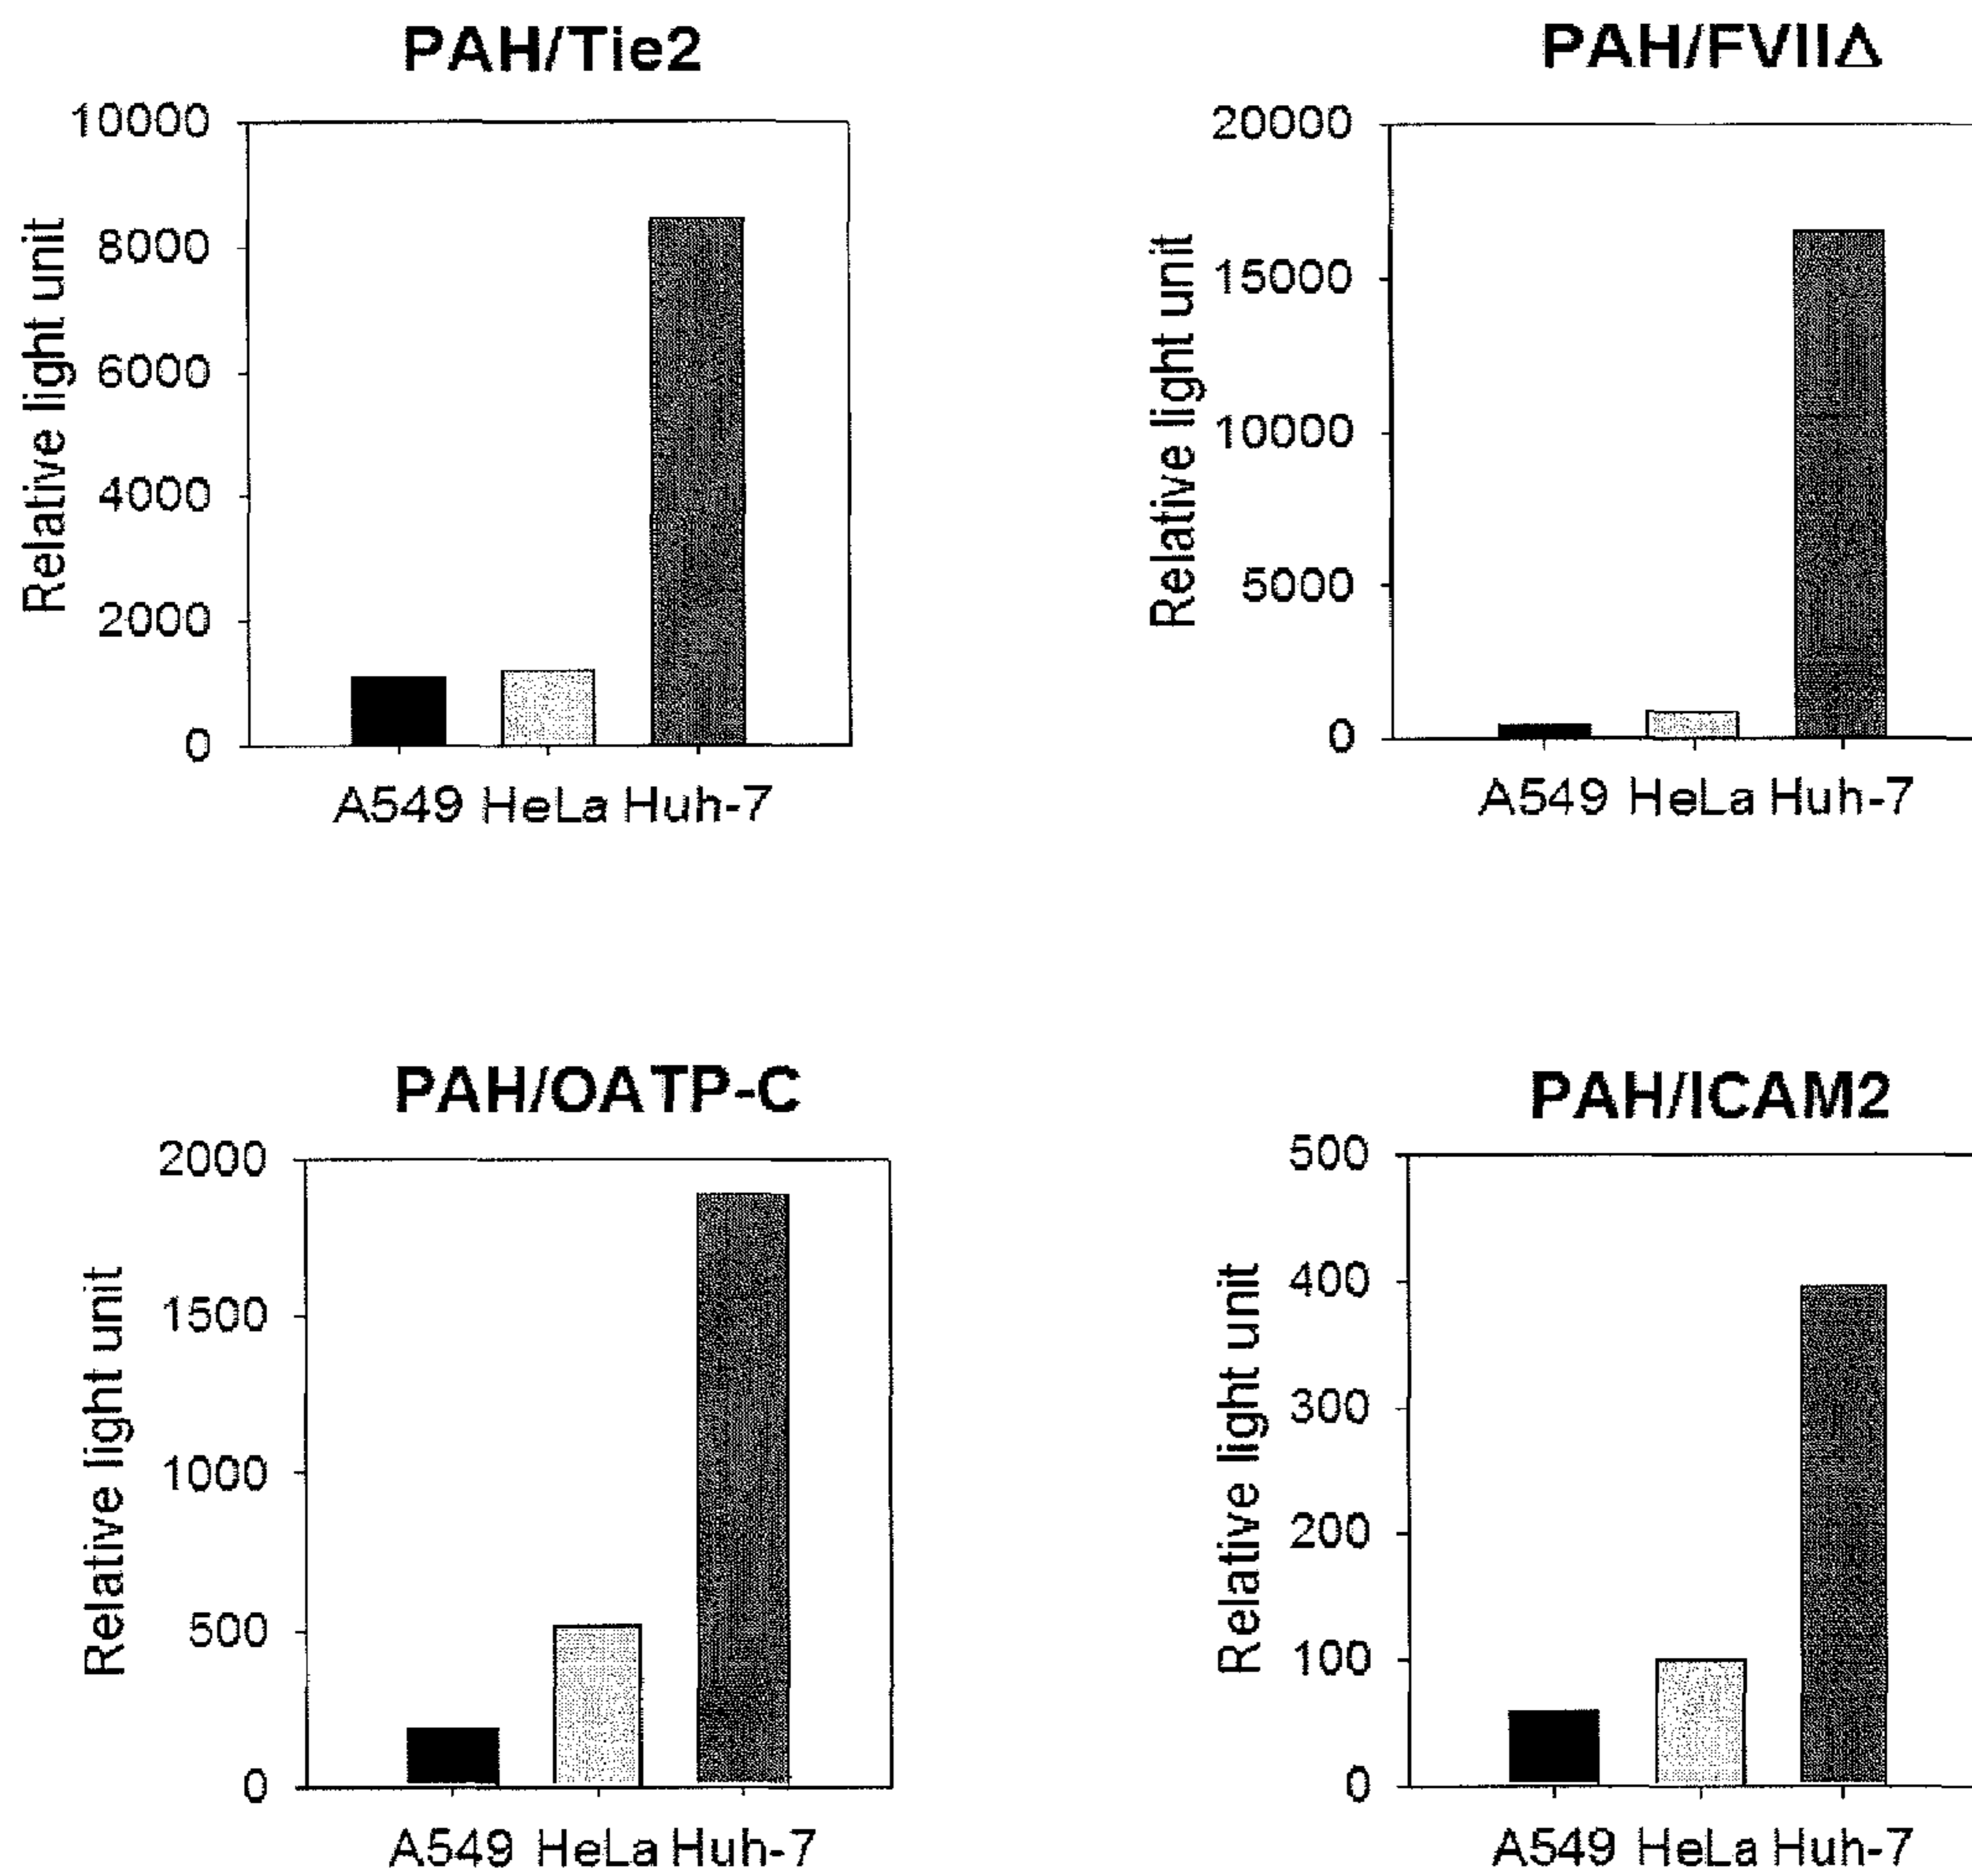 PAH/Tie2
10000
8000
6000
4000
2000
0
Relative light unit
A549 HeLa Huh-7
PAH/FVIIΔ
20000
15000
10000
5000
0
Relative light unit
A549 HeLa Huh-7
PAH/OATP-C
2000
1500
1000
500
0
Relative light unit
A549 HeLa Huh-7
PAH/ICAM2
500
400
300
200
100
0
Relative light unit
A549 HeLa Huh-7